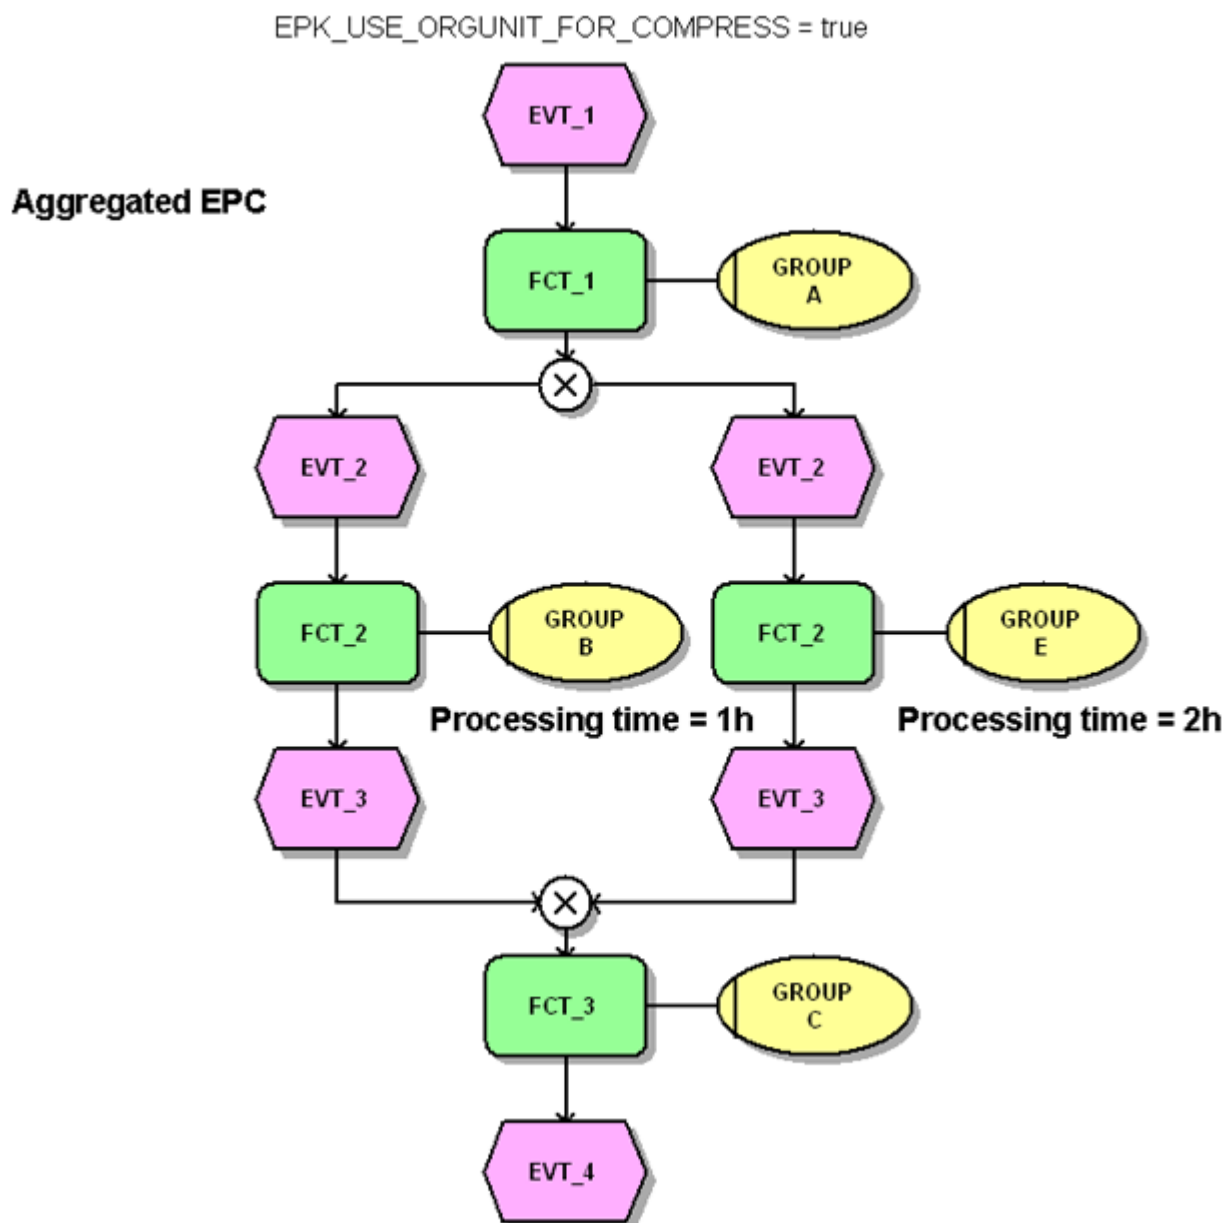 EPK_USE_ORGUNIT_FOR_COMPRESS = true
EVT_1
Aggregated EPC
FCT_1
GROUP
A
EVT_2
EVT_2
FCT_2
GROUP
B
FCT_2
GROUP
E
Processing time = 1h
Processing time = 2h
EVT_3
EVT_3
FCT_3
GROUP
C
EVT_4